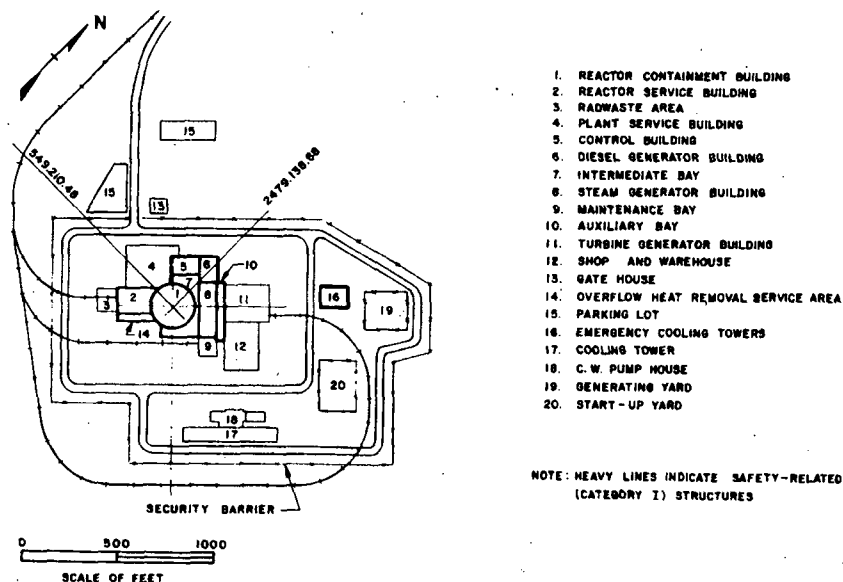 N
15
549,210.48
2479,138.68
15
13
4
5
6
10
7
1
2
3
8
11
16
19
14
9
12
20
18
17
SECURITY BARRIER
0 500 1000
SCALE OF FEET
1. REACTOR CONTAINMENT BUILDING
2. REACTOR SERVICE BUILDING
3. RADWASTE AREA
4. PLANT SERVICE BUILDING
5. CONTROL BUILDING
6. DIESEL GENERATOR BUILDING
7. INTERMEDIATE BAY
8. STEAM GENERATOR BUILDING
9. MAINTENANCE BAY
10. AUXILIARY BAY
11. TURBINE GENERATOR BUILDING
12. SHOP AND WAREHOUSE
13. GATE HOUSE
14. OVERFLOW HEAT REMOVAL SERVICE AREA
15. PARKING LOT
16. EMERGENCY COOLING TOWERS
17. COOLING TOWER
18. C.W. PUMP HOUSE
19. GENERATING YARD
20. START-UP YARD
NOTE: HEAVY LINES INDICATE SAFETY-RELATED
(CATEGORY I) STRUCTURES